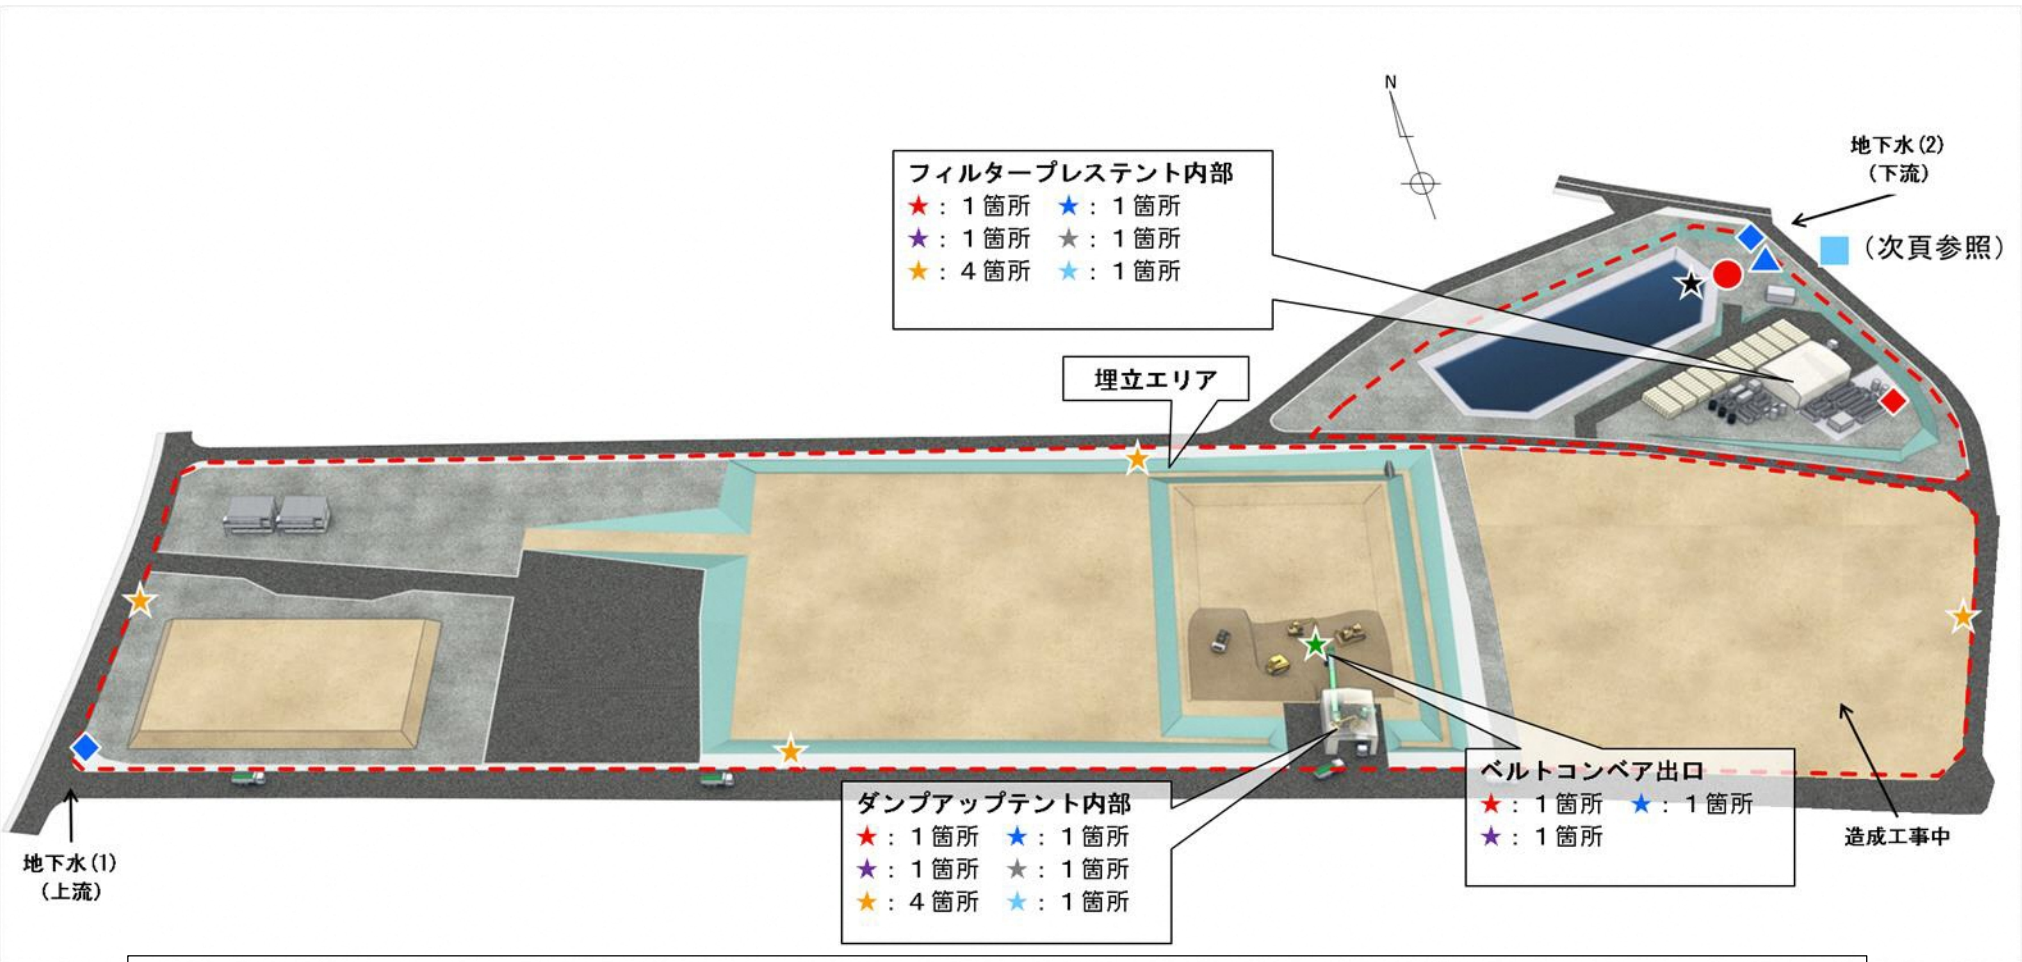 N
地下水(2)
(下流)
(次頁参照)
フィルタープレステント内部
★：1箇所 ★：1箇所
★：1箇所 ★：1箇所
★：4箇所 ★：1箇所
埋立エリア
ベルトコンベア出口
★：1箇所 ★：1箇所
★：1箇所
ダンプアップテント内部
★：1箇所 ★：1箇所
★：1箇所 ★：1箇所
★：4箇所 ★：1箇所
造成工事中
地下水(1)
(上流)